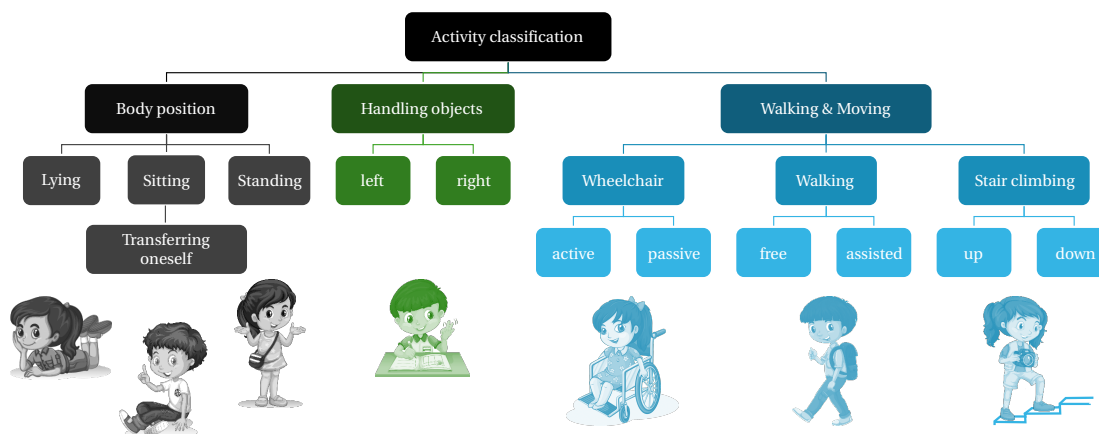 Activity classification
Body position
Handling objects
Walking & Moving
Lying
Sitting
Standing
left
right
Wheelchair
Walking
Stair climbing
Transferring
oneself
active
passive
free
assisted
up
down